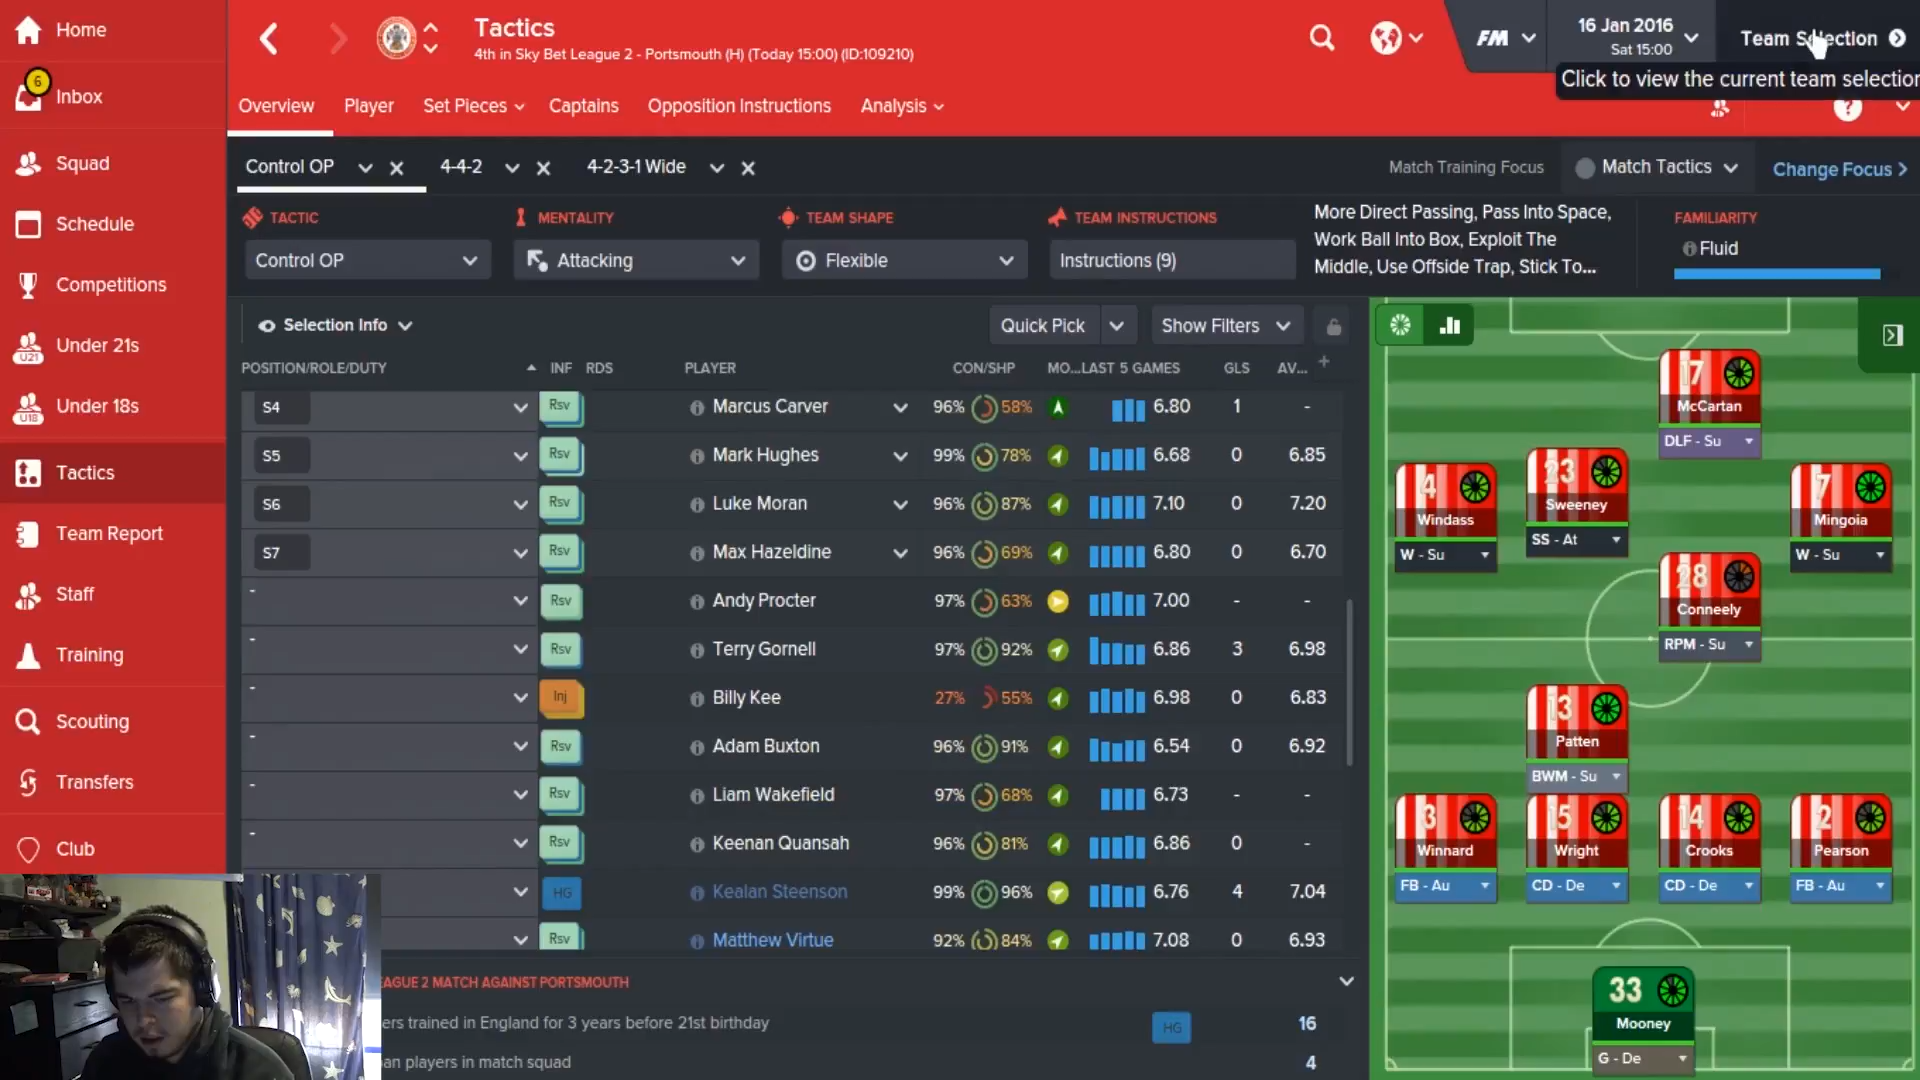 Home
6
Inbox
Squad
Schedule
Competitions
Under 21s
U21
Under 18s
U18
Tactics
Team Report
Staff
Training
Scouting
Transfers
Club
Tactics
4th in Sky Bet League 2 - Portsmouth (H) (Today 15:00) (ID:109210)
FM
16 Jan 2016
Sat 15:00
Team Selection
Click to view the current team selection
Overview Player Set Pieces Captains Opposition Instructions Analysis
?
Control OP 4-4-2 4-2-3-1 Wide
Match Training Focus Match Tactics Change Focus >
TACTIC MENTALITY TEAM SHAPE TEAM INSTRUCTIONS
Control OP Attacking Flexible Instructions (9)
More Direct Passing, Pass Into Space,
Work Ball Into Box, Exploit The
Middle, Use Offside Trap, Stick To...
FAMILIARITY
Fluid
Selection Info Quick Pick Show Filters
POSITION/ROLE/DUTY INF RDS PLAYER CON/SHP MO... LAST 5 GAMES GLS AV... +
S4 Rsv Marcus Carver 96% 58% 6.80 1 -
S5 Rsv Mark Hughes 99% 78% 6.68 0 6.85
S6 Rsv Luke Moran 96% 87% 7.10 0 7.20
S7 Rsv Max Hazeldine 96% 69% 6.80 0 6.70
- Rsv Andy Procter 97% 63% 7.00 - -
- Rsv Terry Gornell 97% 92% 6.86 3 6.98
- Inj Billy Kee 27% 55% 6.98 0 6.83
- Rsv Adam Buxton 96% 91% 6.54 0 6.92
- Rsv Liam Wakefield 97% 68% 6.73 - -
- Rsv Keenan Quansah 96% 81% 6.86 0 -
HG Kealan Steenson 99% 96% 6.76 4 7.04
Rsv Matthew Virtue 92% 84% 7.08 0 6.93
EAGUE 2 MATCH AGAINST PORTSMOUTH
ers trained in England for 3 years before 21st birthday HG 16
an players in match squad 4
17
McCartan
DLF - Su
4
Windass
W - Su
23
Sweeney
SS - At
7
Mingoia
W - Su
28
Conneely
RPM - Su
13
Patten
BWM - Su
3
Winnard
FB - Au
15
Wright
CD - De
14
Crooks
CD - De
2
Pearson
FB - Au
33
Mooney
G - De